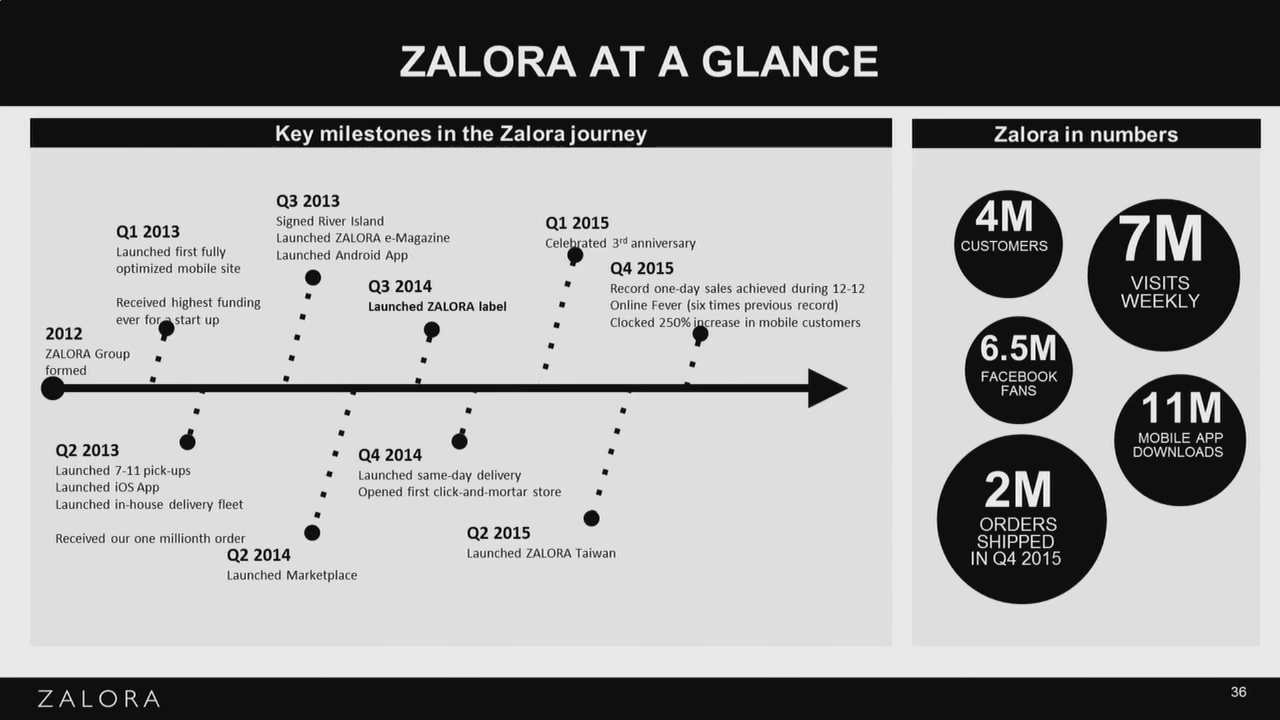 ZALORA AT A GLANCE
Key milestones in the Zalora journey
2012
ZALORA Group
formed
Q1 2013
Launched first fully
optimized mobile site
Received highest funding
ever for a start up
Q2 2013
Launched 7-11 pick-ups
Launched iOS App
Launched in-house delivery fleet
Received our one millionth order
Q3 2013
Signed River Island
Launched ZALORA e-Magazine
Launched Android App
Q2 2014
Launched Marketplace
Q3 2014
Launched ZALORA label
Q4 2014
Launched same-day delivery
Opened first click-and-mortar store
Q1 2015
Celebrated 3rd anniversary
Q2 2015
Launched ZALORA Taiwan
Q4 2015
Record one-day sales achieved during 12-12
Online Fever (six times previous record)
Clocked 250% increase in mobile customers
Zalora in numbers
4M
CUSTOMERS
7M
VISITS
WEEKLY
6.5M
FACEBOOK
FANS
11M
MOBILE APP
DOWNLOADS
2M
ORDERS
SHIPPED
IN Q4 2015
ZALORA
36